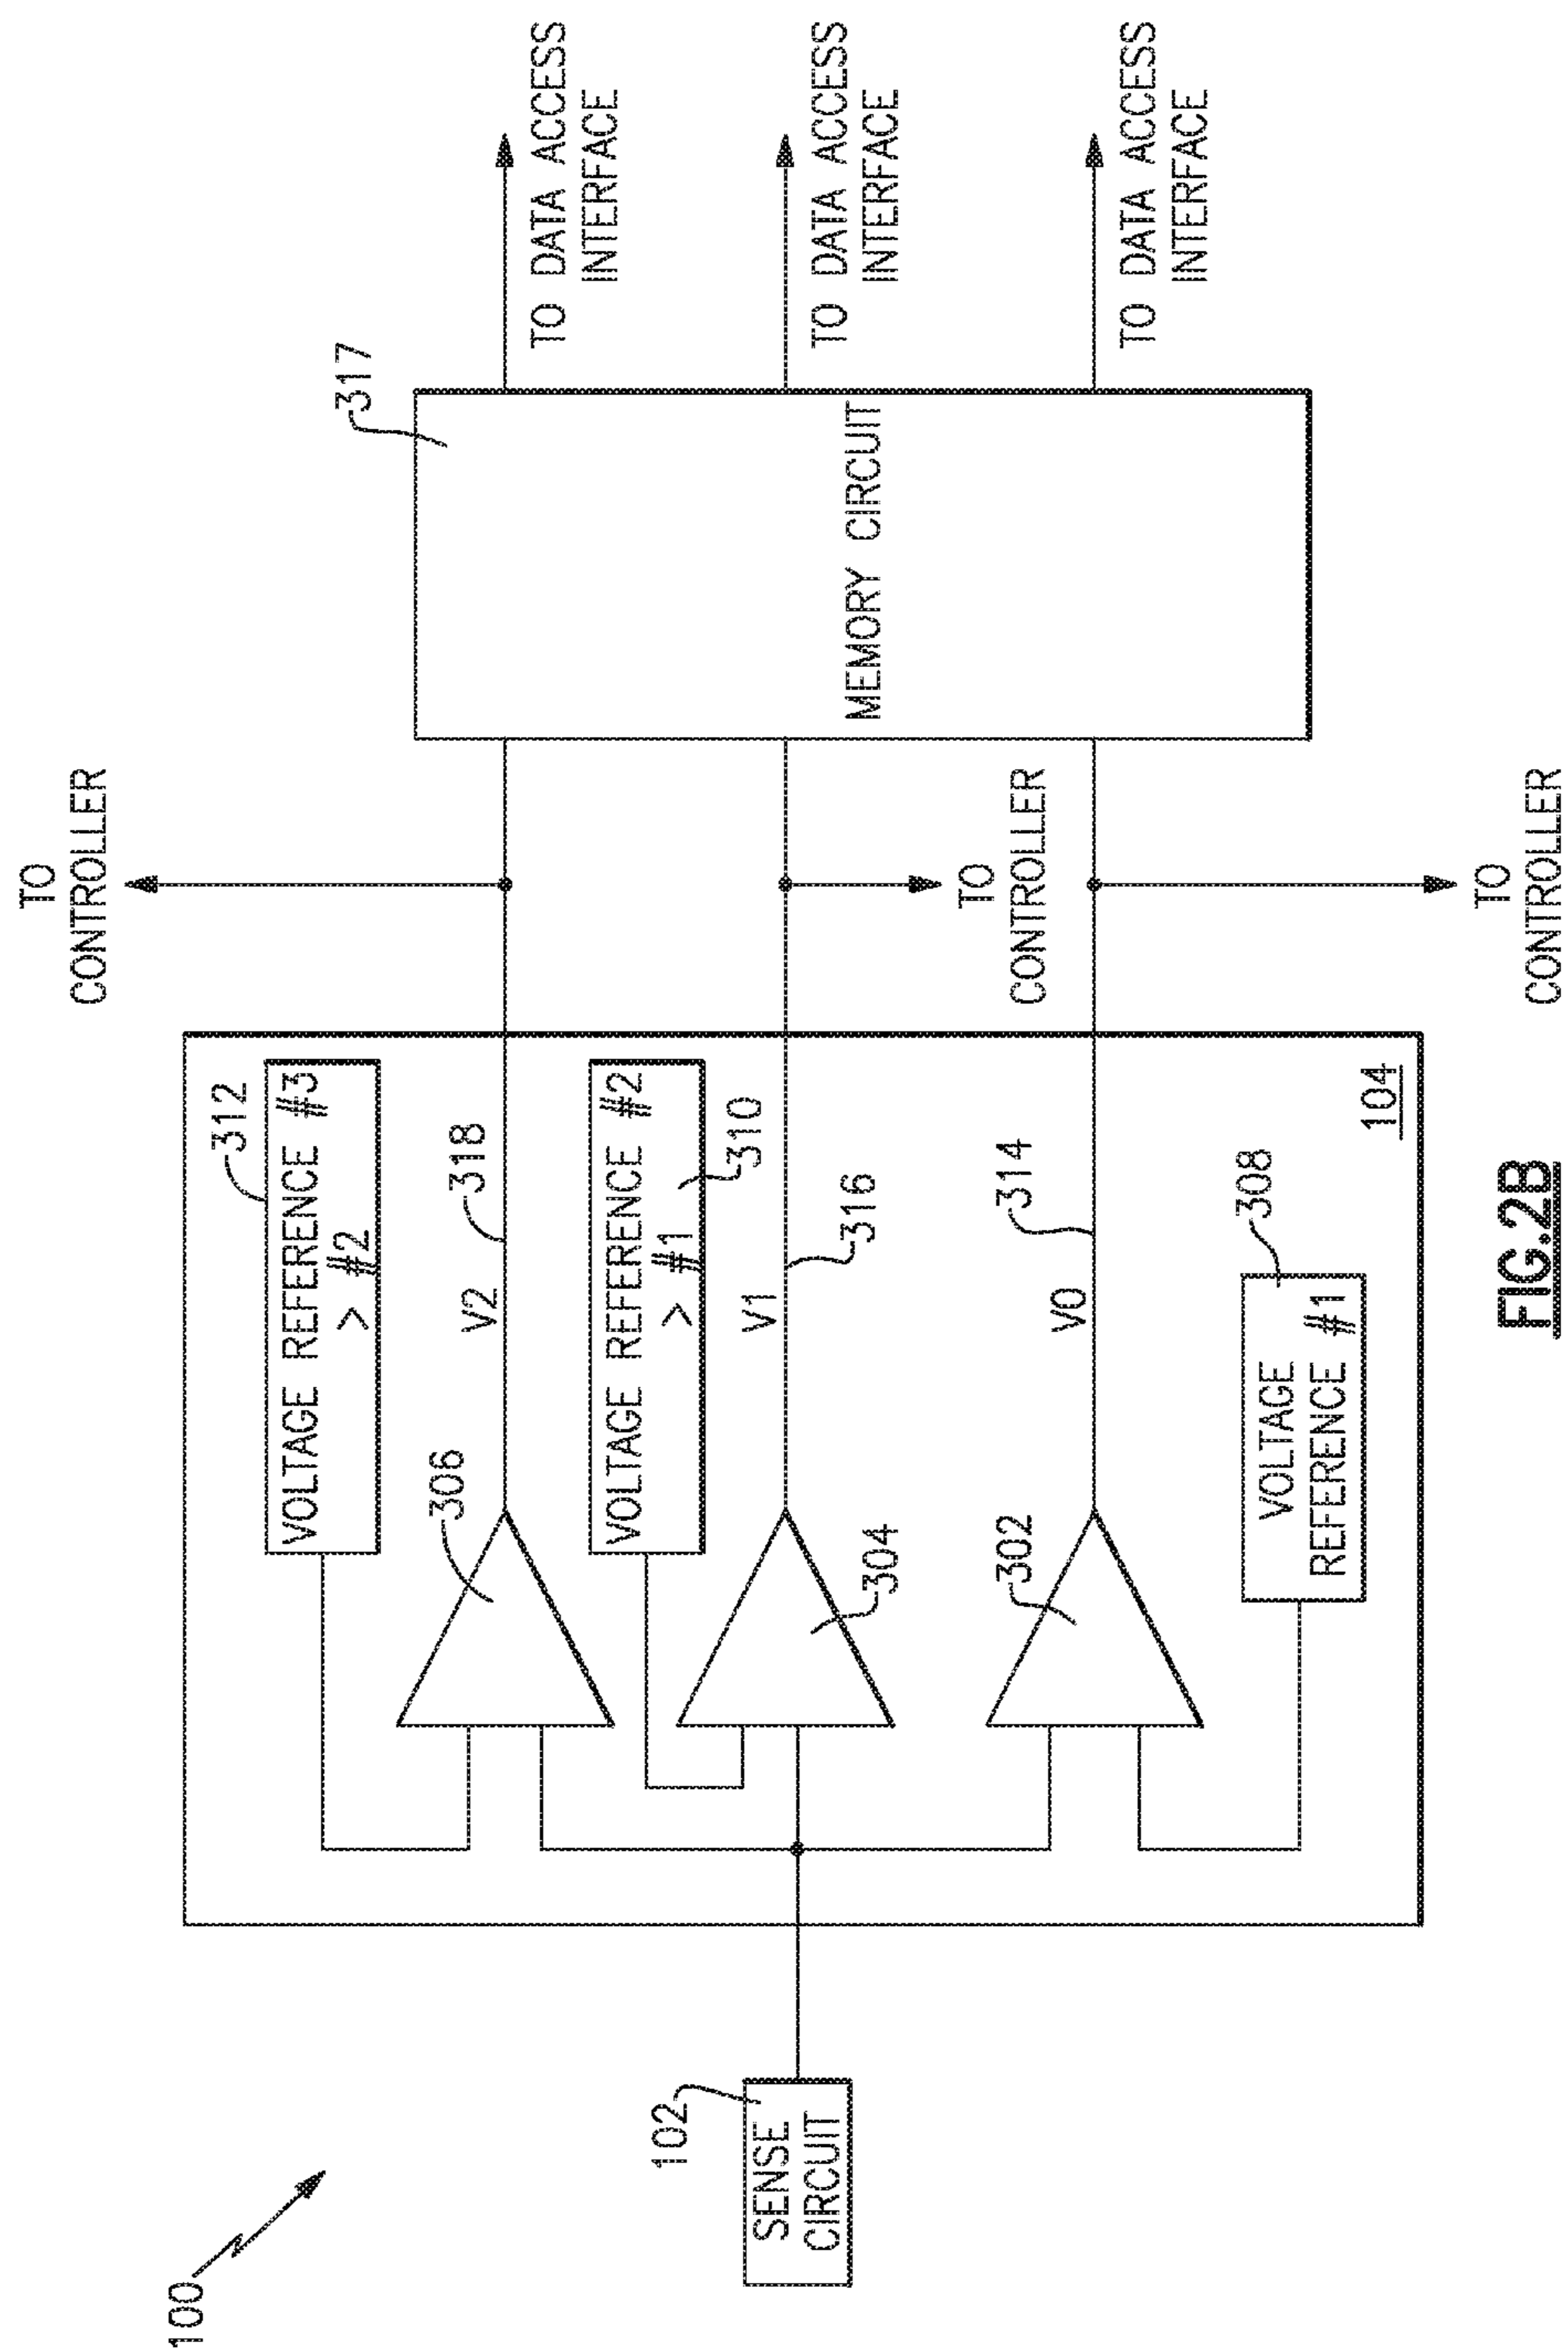 100
102
SENSE
CIRCUIT
312
VOLTAGE REFERENCE #3
> #2
306
V2
318
VOLTAGE REFERENCE #2
> #1
310
304
V1
316
302
V0
314
VOLTAGE
REFERENCE #1
308
104
TO
CONTROLLER
TO
CONTROLLER
TO
CONTROLLER
317
MEMORY CIRCUIT
TO DATA ACCESS
INTERFACE
TO DATA ACCESS
INTERFACE
TO DATA ACCESS
INTERFACE
FIG.2B